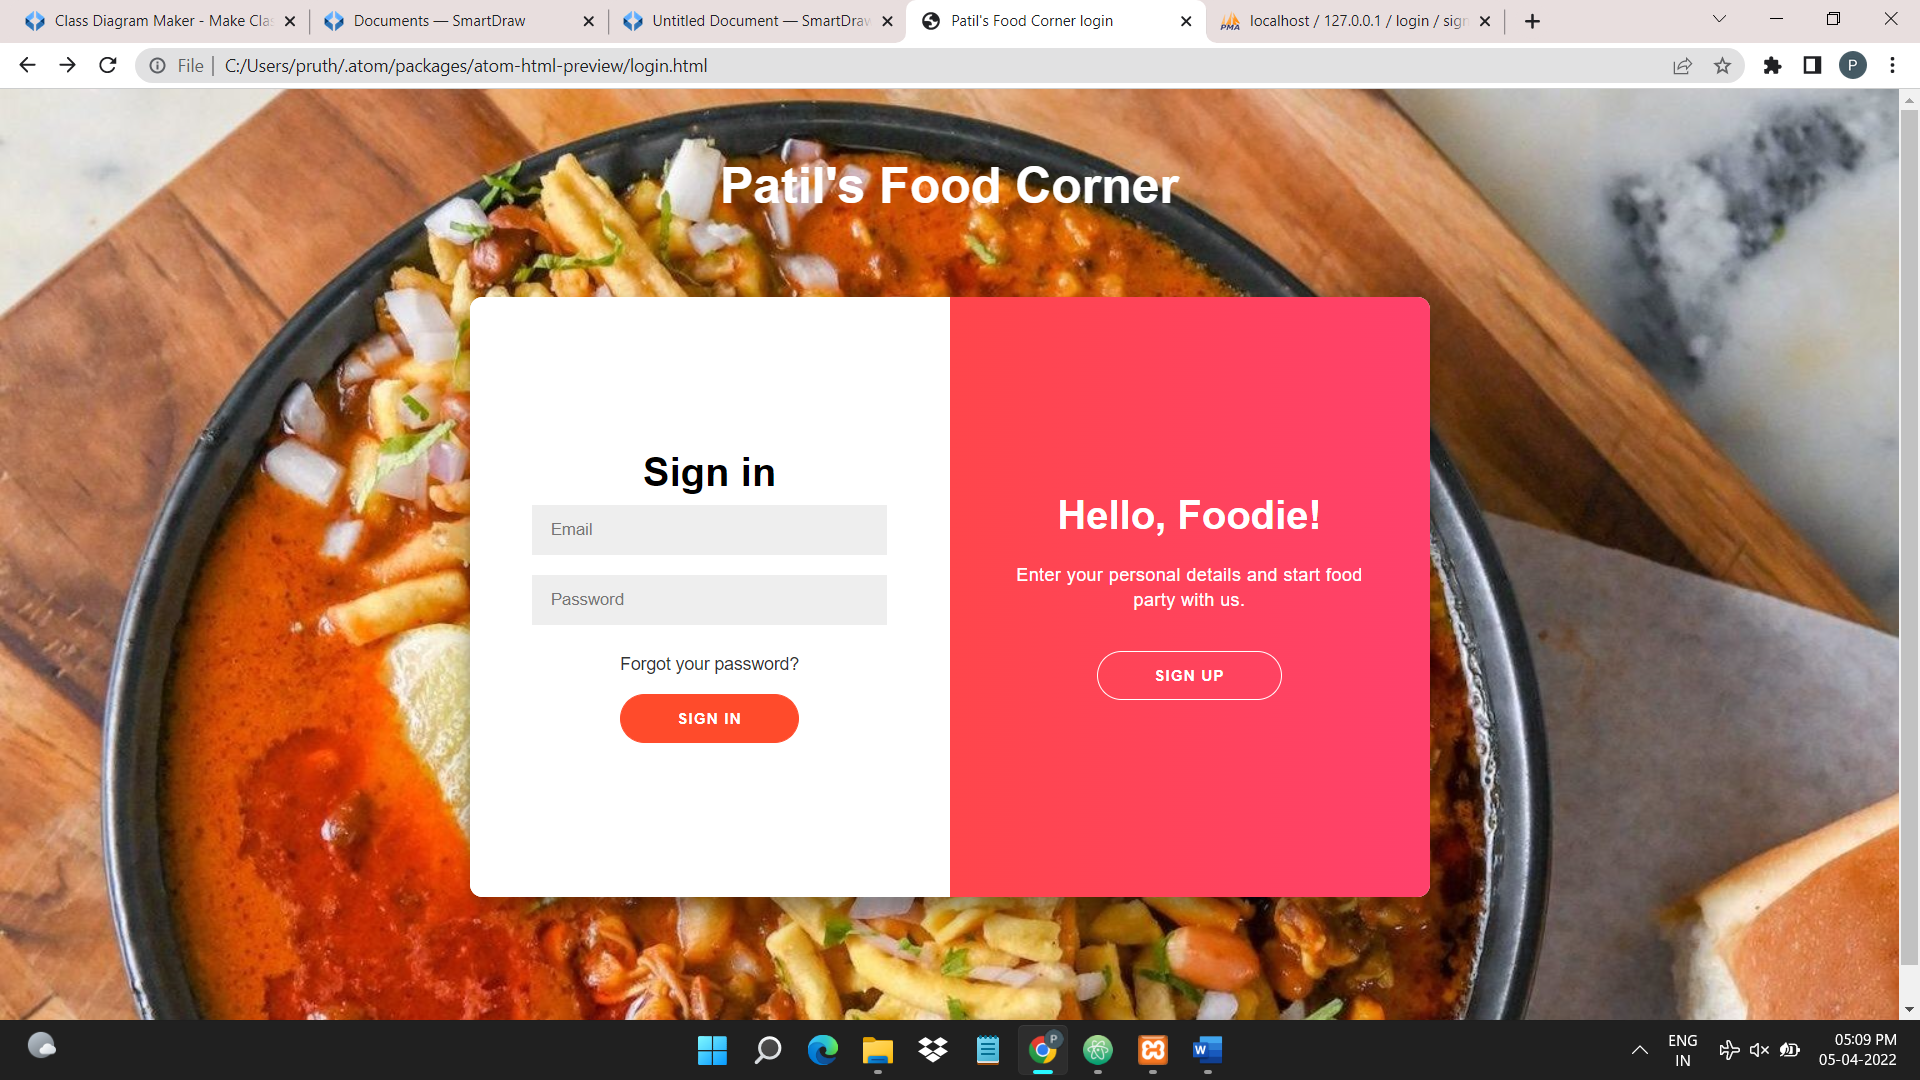 Class Diagram Maker - Make Clas
Documents — SmartDraw
Untitled Document — SmartDraw
Patil's Food Corner login
localhost / 127.0.0.1 / login / sign
File | C:/Users/pruth/.atom/packages/atom-html-preview/login.html
P
Patil's Food Corner
Sign in
Email
Password
Forgot your password?
SIGN IN
Hello, Foodie!
Enter your personal details and start food
party with us.
SIGN UP
ENG
IN
05:09 PM
05-04-2022